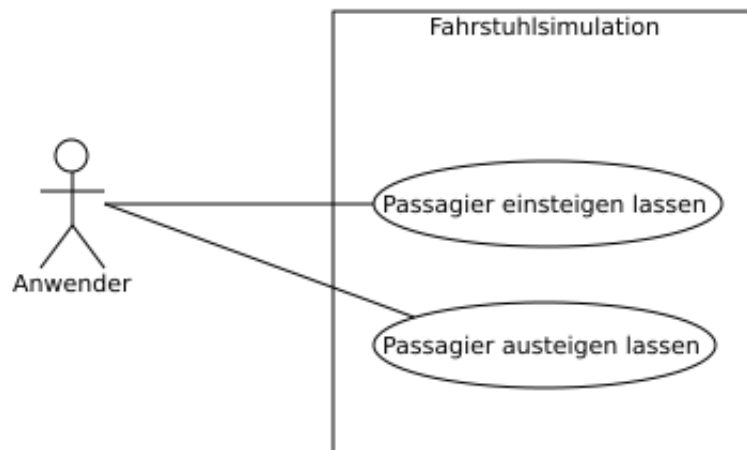 Fahrstuhlsimulation
Passagier einsteigen lassen
Anwender
Passagier austeigen lassen